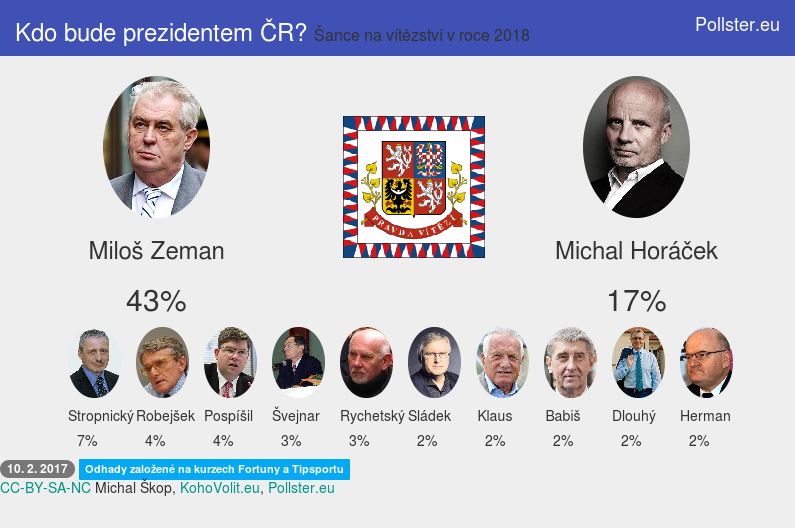 Kdo bude prezidentem ČR? Šance na vítězství v roce 2018
Pollster.eu
PRAVDA VÍTĚZÍ
Miloš Zeman
Michal Horáček
43%
17%
Stropnický Robejšek Pospíšil Švejnar Rychetský Sládek Klaus Babiš Dlouhý Herman
7% 4% 4% 3% 3% 2% 2% 2% 2% 2%
10. 2. 2017 Odhady založené na kurzech Fortuny a Tipsportu
CC-BY-SA-NC Michal Škop, KohoVolit.eu, Pollster.eu